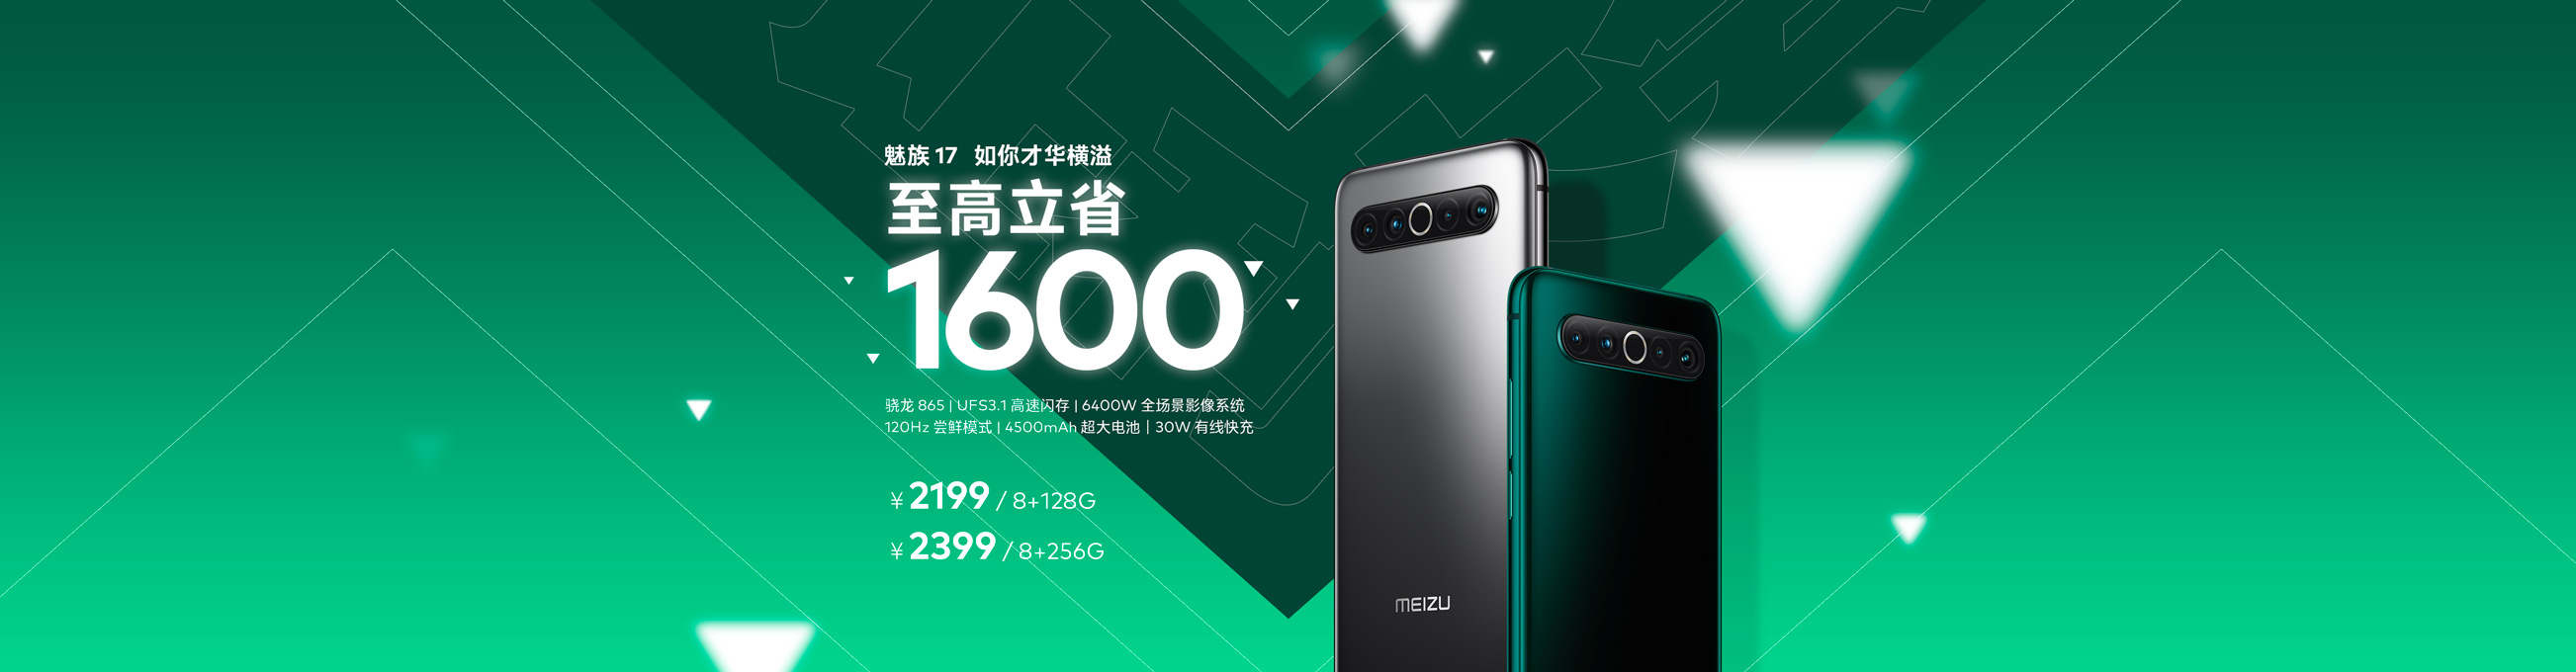 魅族 17 如你才华横溢
至高立省
1600
骁龙 865 | UFS3.1 高速闪存 | 6400W 全场景影像系统
120Hz 尝鲜模式 | 4500mAh 超大电池 | 30W 有线快充
¥ 2199 / 8+128G
¥ 2399 / 8+256G
MEIZU